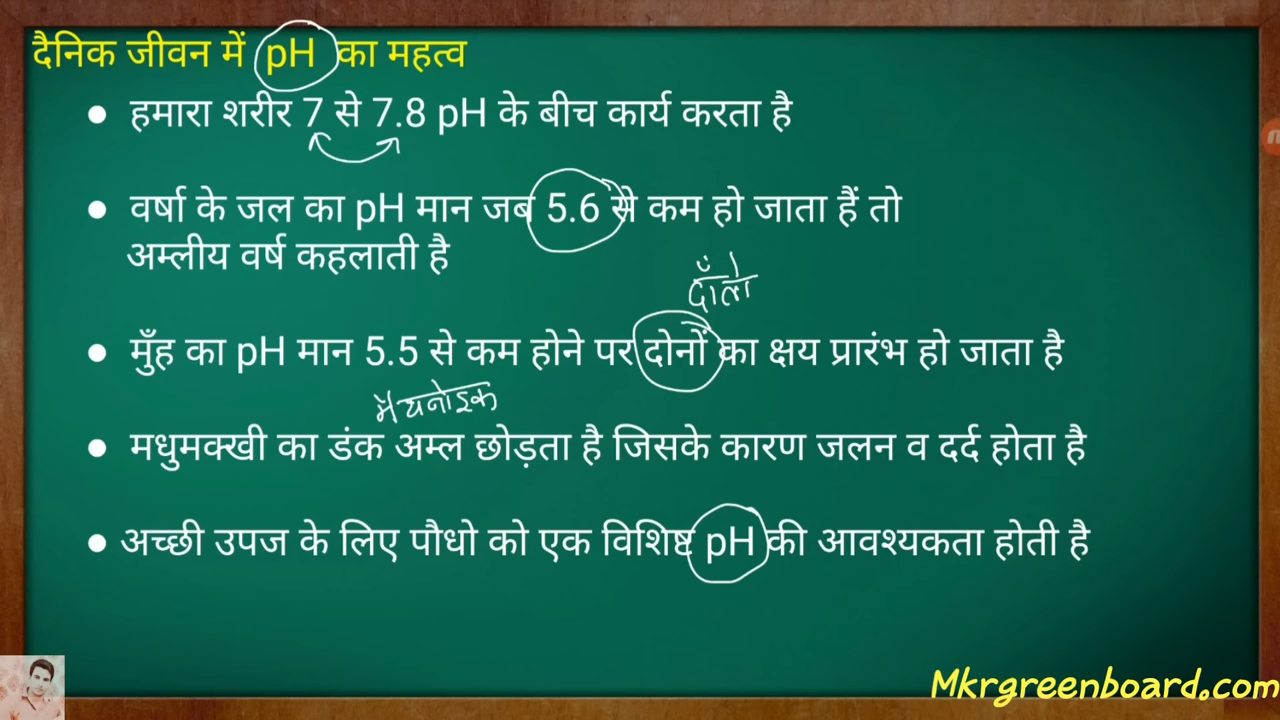 दैनिक जीवन में pH का महत्व
● हमारा शरीर 7 से 7.8 pH के बीच कार्य करता है
● वर्षा के जल का pH मान जब 5.6 से कम हो जाता हैं तो
अम्लीय वर्ष कहलाती है
दाँतों
● मुँह का pH मान 5.5 से कम होने पर दोनों का क्षय प्रारंभ हो जाता है
मेथनोइक
● मधुमक्खी का डंक अम्ल छोड़ता है जिसके कारण जलन व दर्द होता है
● अच्छी उपज के लिए पौधो को एक विशिष्ट pH की आवश्यकता होती है
Mkrgreenboard.com